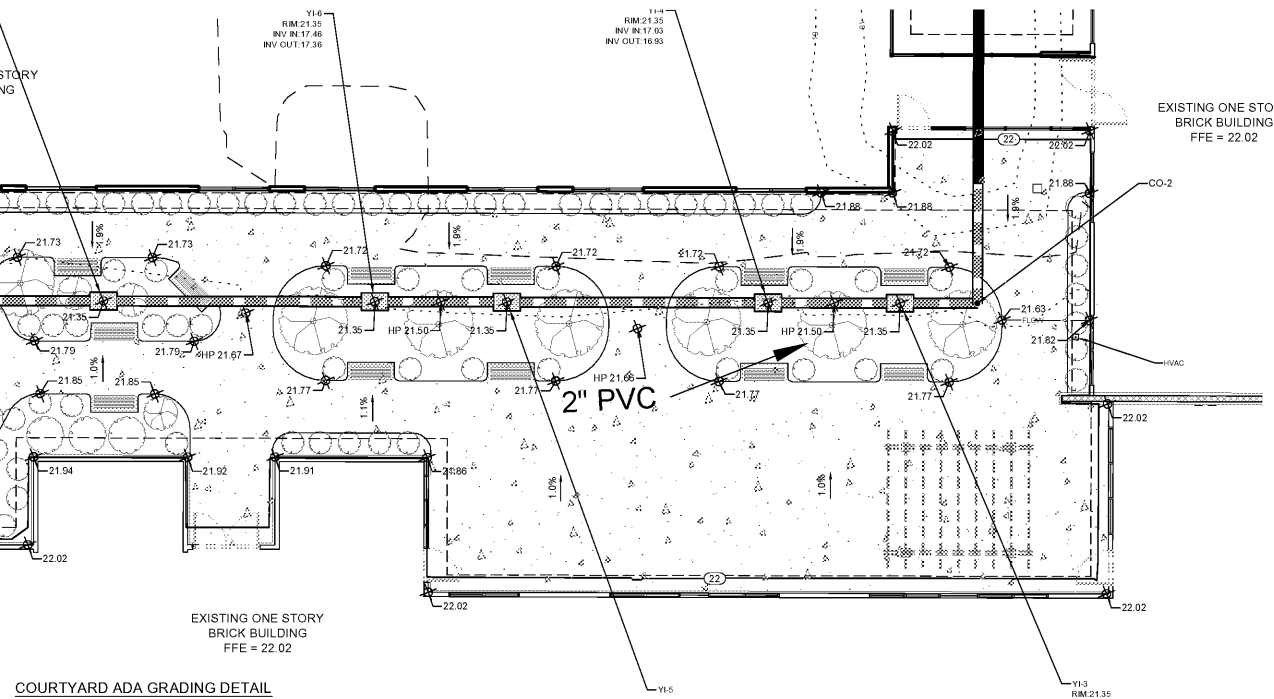 YI-6
RIM:21.35
INV IN:17.46
INV OUT:17.36
YI-4
RIM:21.35
INV IN:17.03
INV OUT:16.93
STORY
NG
EXISTING ONE STO
BRICK BUILDING
FFE = 22.02
22.02
22
22.02
21.88
CO-2
21.88
21.88
1.9%
1.9%
1.9%
1.9%
21.73
21.73
21.72
21.72
21.72
21.72
21.35
21.35
HP 21.50
21.35
21.35
HP 21.50
21.35
21.63
FLOW
21.82
HVAC
21.79
21.79
HP 21.67
HP 21.66
1.0%
21.85
21.85
21.77
21.77
21.77
21.77
2" PVC
1.1%
22.02
21.94
21.92
21.91
21.86
1.0%
1.0%
22.02
22
22.02
22.02
EXISTING ONE STORY
BRICK BUILDING
FFE = 22.02
COURTYARD ADA GRADING DETAIL
YI-5
YI-3
RIM:21.35